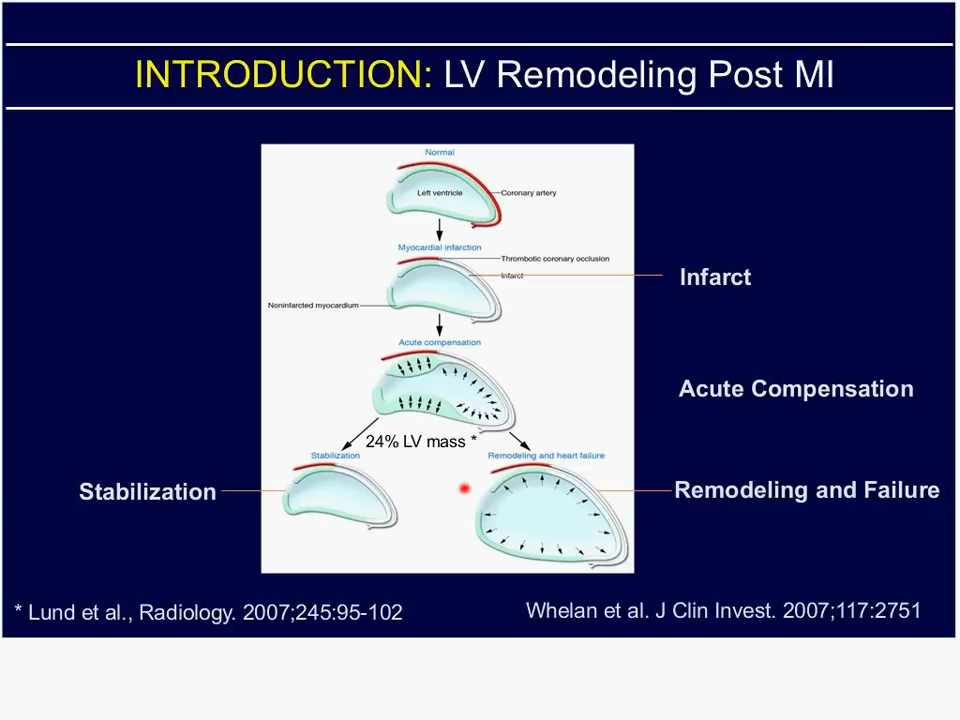 INTRODUCTION: LV Remodeling Post MI
Normal
Left ventricle
Coronary artery
Myocardial infarction
Thrombotic coronary occlusion
Infarct
Infarct
Noninfarcted myocardium
Acute compensation
Acute Compensation
24% LV mass *
Stabilization
Remodeling and heart failure
Stabilization
Remodeling and Failure
* Lund et al., Radiology. 2007;245:95-102
Whelan et al. J Clin Invest. 2007;117:2751